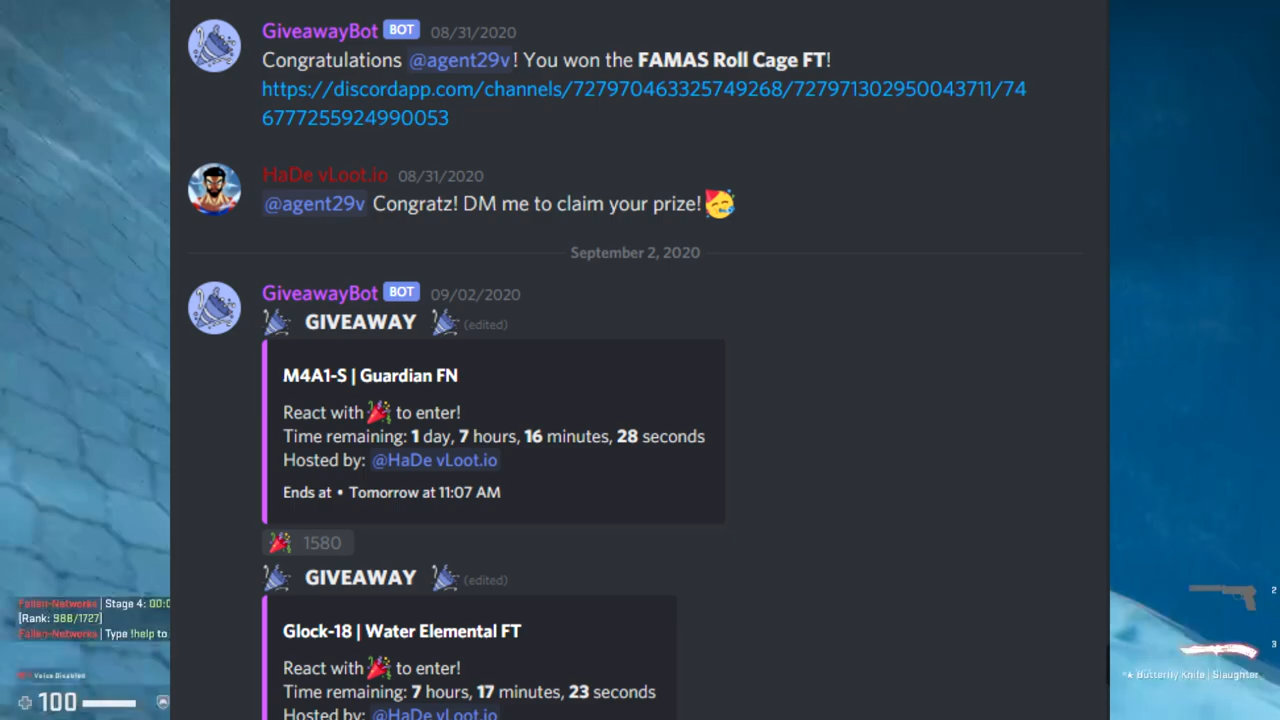 GiveawayBot BOT 08/31/2020
Congratulations @agent29v! You won the FAMAS Roll Cage FT!
https://discordapp.com/channels/727970463325749268/727971302950043711/74
6777255924990053
HaDe vLoot.io 08/31/2020
@agent29v Congratz! DM me to claim your prize!
September 2, 2020
GiveawayBot BOT 09/02/2020
GIVEAWAY (edited)
M4A1-S | Guardian FN
React with to enter!
Time remaining: 1 day, 7 hours, 16 minutes, 28 seconds
Hosted by: @HaDe vLoot.io
Ends at • Tomorrow at 11:07 AM
1580
GIVEAWAY (edited)
Glock-18 | Water Elemental FT
React with to enter!
Time remaining: 7 hours, 17 minutes, 23 seconds
Hosted by: @HaDe vLoot.io
Fallen-Networks | Stage 4: 00:0
[Rank: 988/1727]
Fallen-Networks | Type !help to
Voice Disabled
100
2
3
★ Butterfly Knife | Slaughter